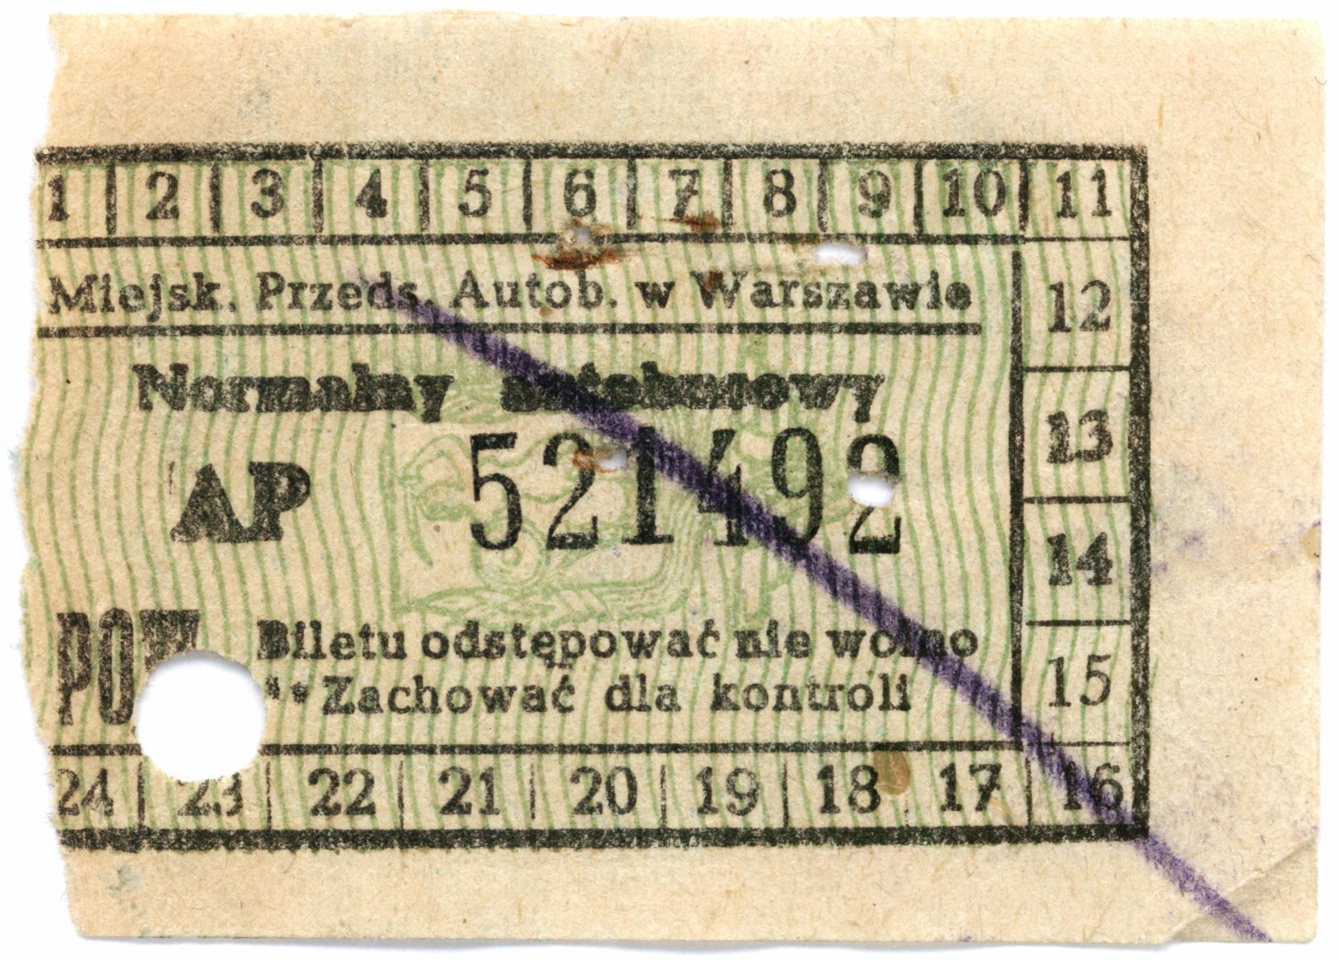 1 2 3 4 5 6 7 8 9 10 11
Miejsk. Przeds. Autob. w Warszawie
12
Normalny autobusowy
13
AP 521492
14
POW Biletu odstępować nie wolno
Zachować dla kontroli
15
24 23 22 21 20 19 18 17 16